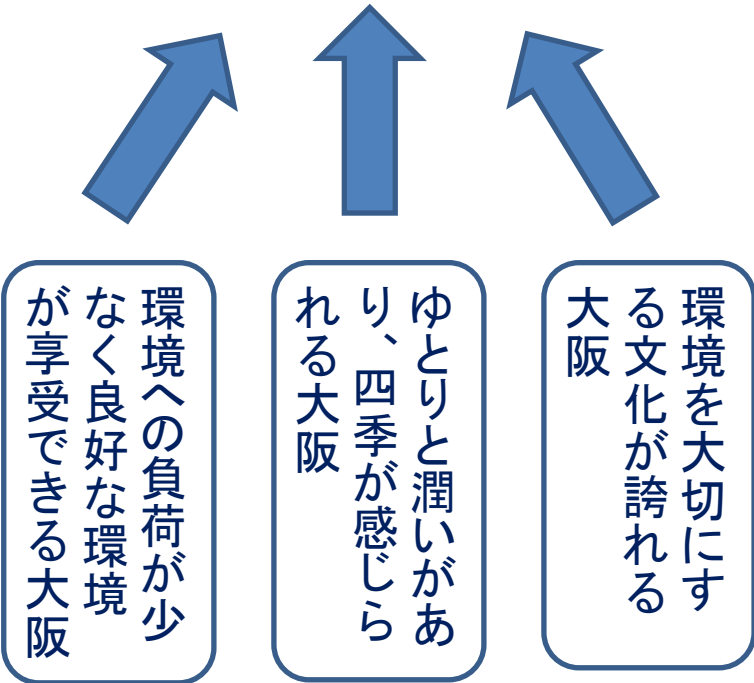 環境を大切にす
る文化が誇れる
大阪
ゆとりと潤いがあ
り、四季が感じら
れる大阪
環境への負荷が少
なく良好な環境
が享受できる大阪